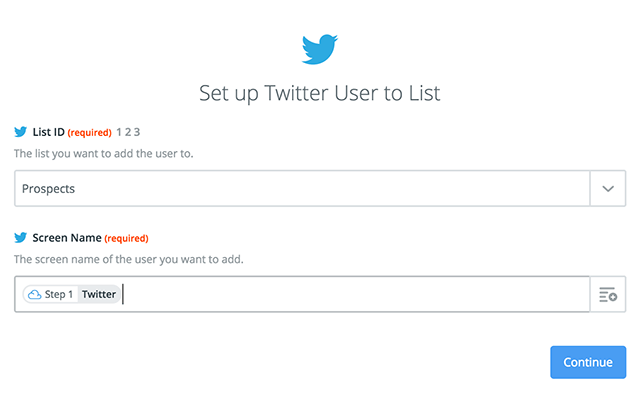 Set up Twitter User to List
List ID (required) 1 2 3
The list you want to add the user to.
Prospects
Screen Name (required)
The screen name of the user you want to add.
Step 1 Twitter
Continue